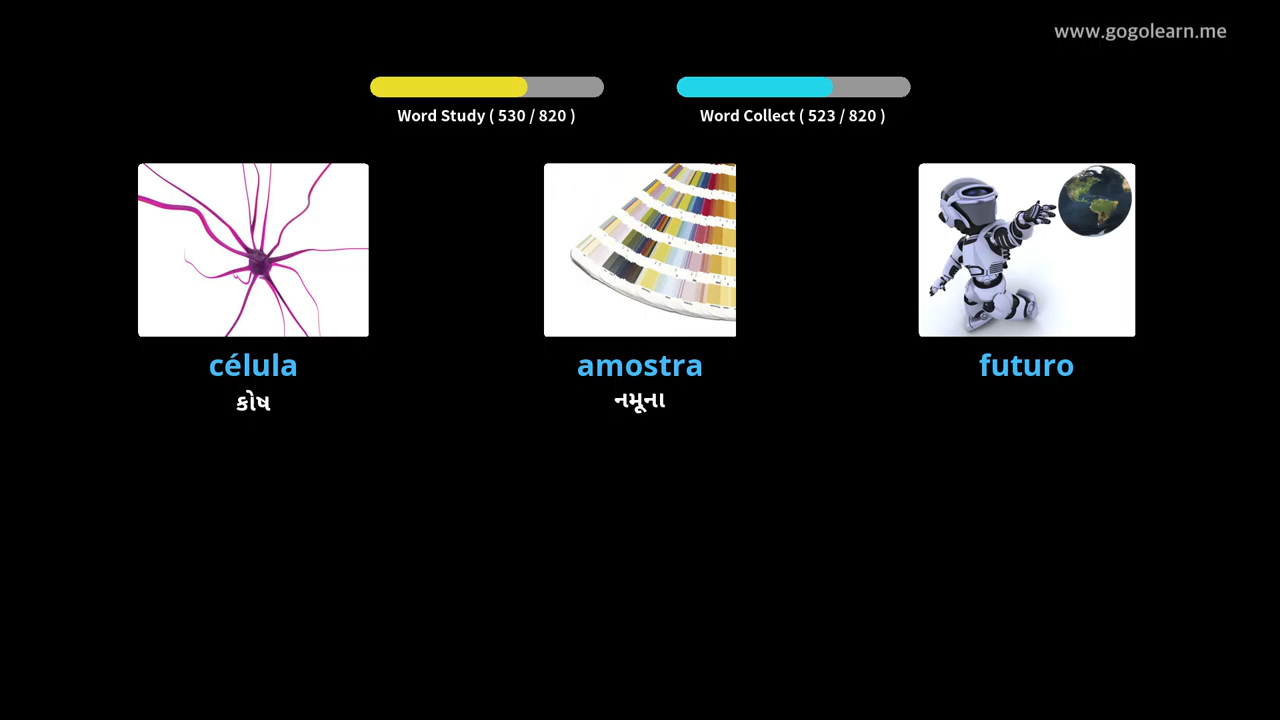 www.gogolearn.me
Word Study ( 530 / 820 )
Word Collect ( 523 / 820 )
célula
amostra
futuro
કોષ
નમૂના